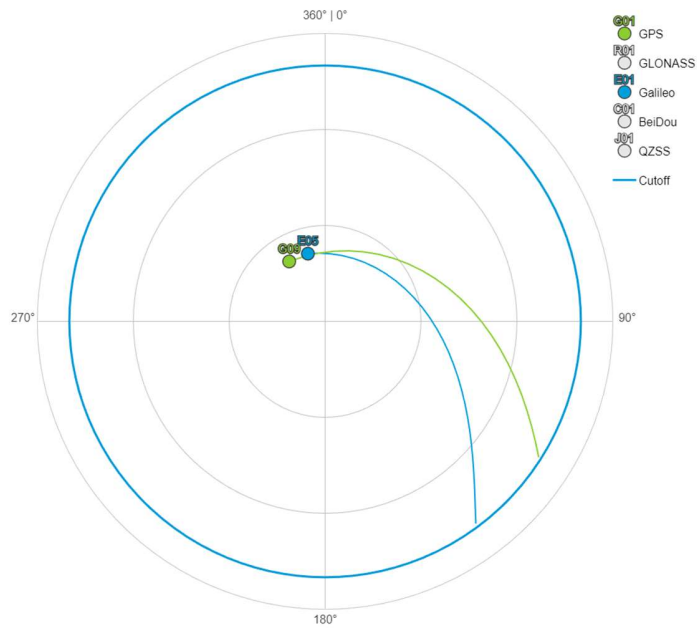 360° | 0°
G01
GPS
R01
GLONASS
E01
Galileo
C01
BeiDou
J01
QZSS
Cutoff
E05
G09
270°
90°
180°